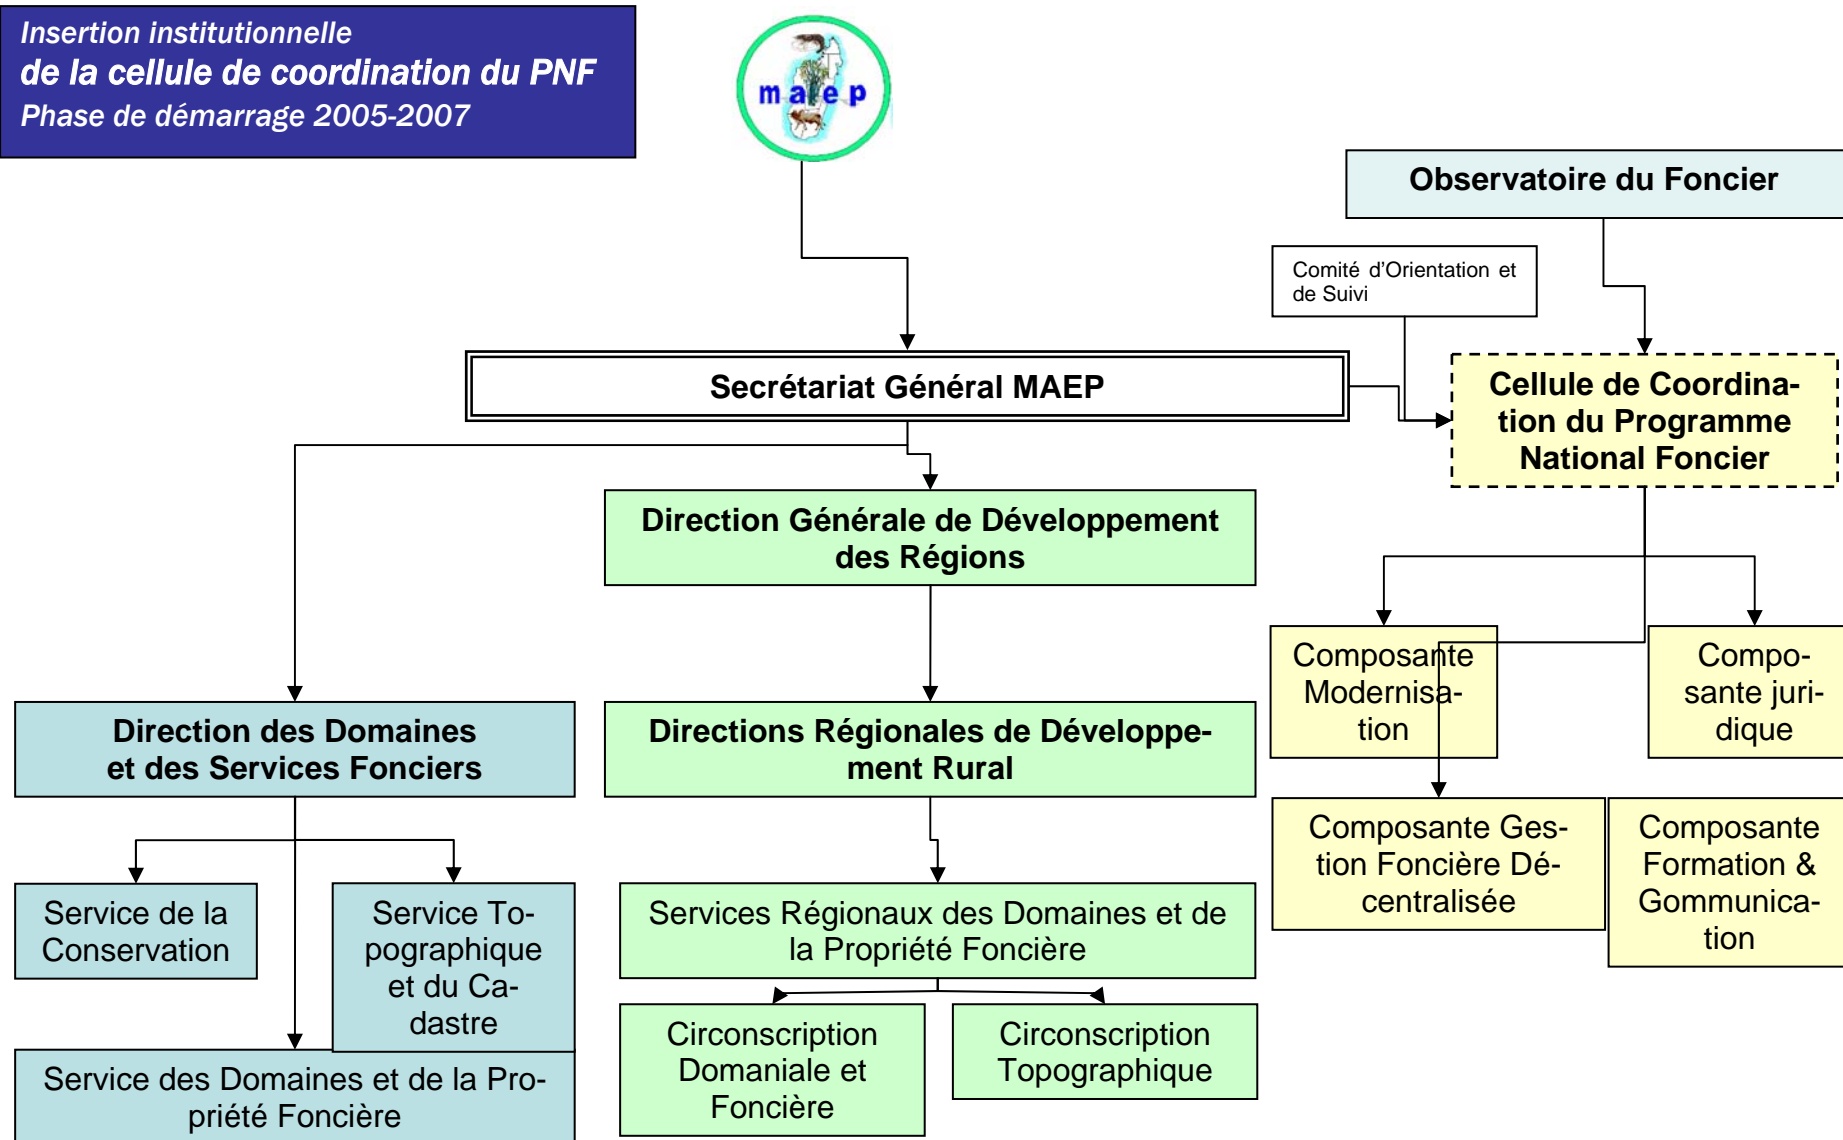 Insertion institutionnelle
de la cellule de coordination du PNF
Phase de démarrage 2005-2007
maep
Observatoire du Foncier
Comité d'Orientation et
de Suivi
Secrétariat Général MAEP
Cellule de Coordina-
tion du Programme
National Foncier
Direction Générale de Développement
des Régions
Composante
Modernisa-
tion
Compo-
sante juri-
dique
Direction des Domaines
et des Services Fonciers
Directions Régionales de Développe-
ment Rural
Composante Ges-
tion Foncière Dé-
centralisée
Composante
Formation &
Gommunica-
tion
Service de la
Conservation
Service To-
pographique
et du Ca-
dastre
Services Régionaux des Domaines et de
la Propriété Foncière
Circonscription
Domaniale et
Foncière
Circonscription
Topographique
Service des Domaines et de la Pro-
priété Foncière